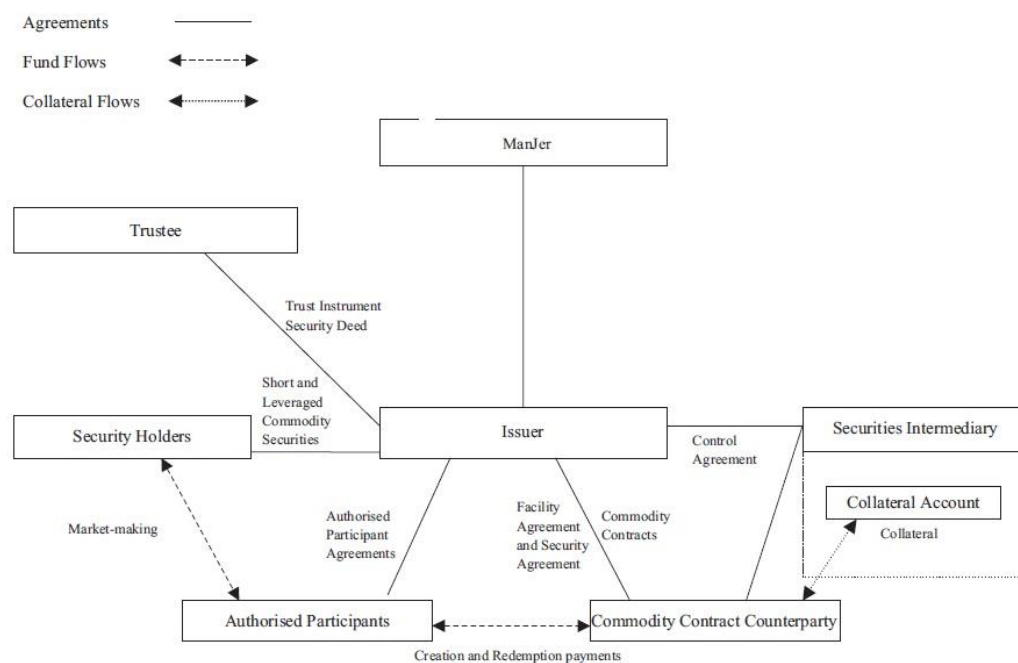 Agreements
Fund Flows
Collateral Flows
ManJer
Trustee
Trust Instrument
Security Deed
Short and
Leveraged
Commodity
Securities
Security Holders
Issuer
Control
Agreement
Securities Intermediary
Collateral Account
Collateral
Market-making
Authorised
Participant
Agreements
Facility
Agreement
and Security
Agreement
Commodity
Contracts
Authorised Participants
Commodity Contract Counterparty
Creation and Redemption payments